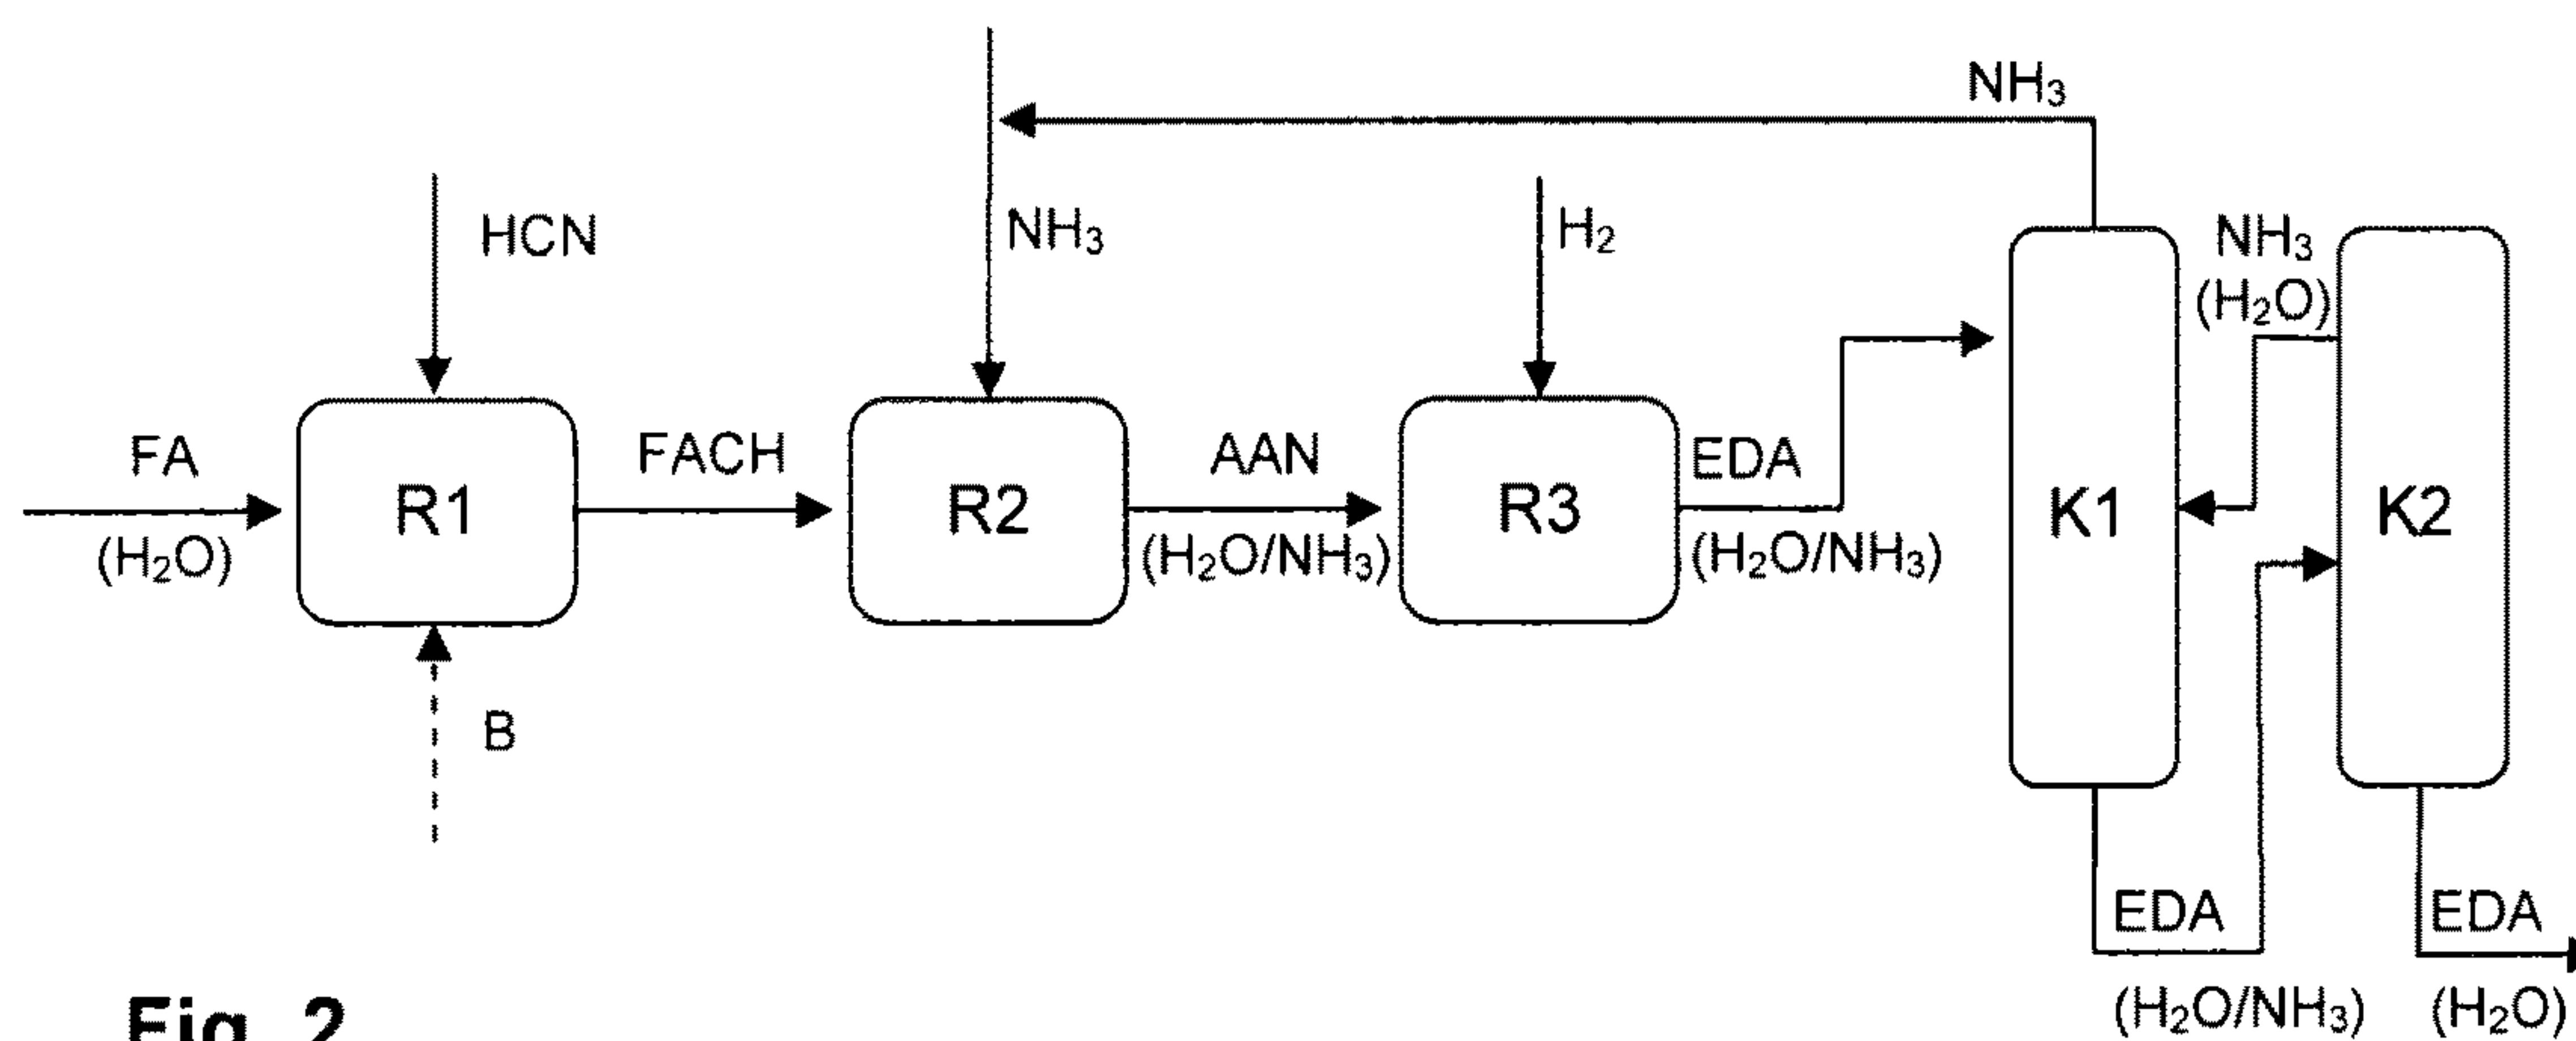 NH₃
HCN
NH₃
H₂
NH₃
(H₂O)
FA
(H₂O)
R1
FACH
R2
AAN
(H₂O/NH₃)
R3
EDA
(H₂O/NH₃)
K1
K2
B
EDA
(H₂O/NH₃)
EDA
(H₂O)
Fig. 2